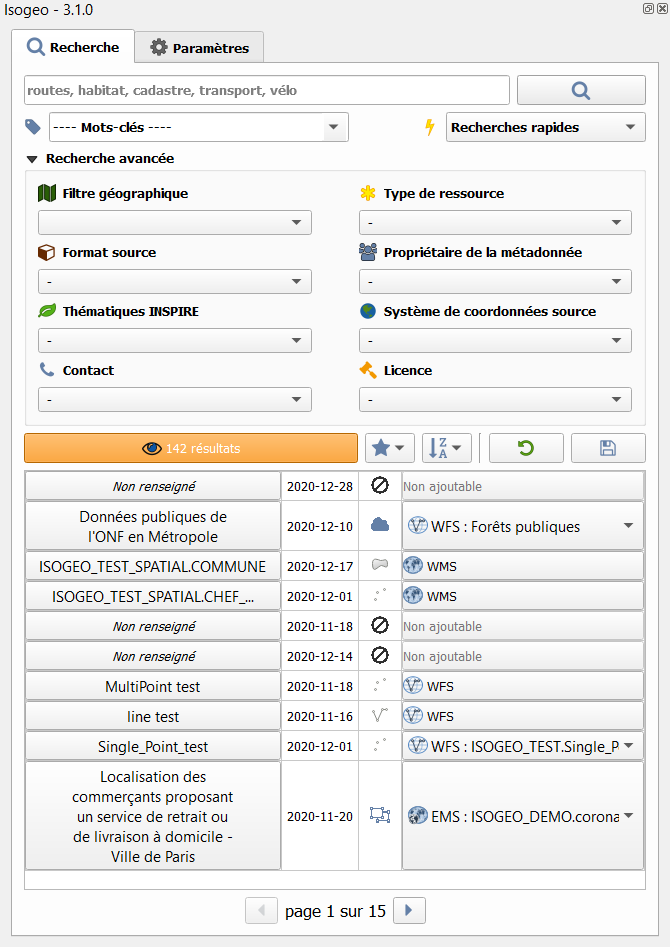 Isogeo - 3.1.0
Recherche
Paramètres
routes, habitat, cadastre, transport, vélo
---- Mots-clés ----
Recherches rapides
Recherche avancée
Filtre géographique
Type de ressource
-
Format source
Propriétaire de la métadonnée
-
-
Thématiques INSPIRE
Système de coordonnées source
-
-
Contact
Licence
-
-
142 résultats
Non renseigné
2020-12-28
Non ajoutable
Données publiques de
l'ONF en Métropole
2020-12-10
WFS : Forêts publiques
ISOGEO_TEST_SPATIAL.COMMUNE
2020-12-17
WMS
ISOGEO_TEST_SPATIAL.CHEF_...
2020-12-01
WMS
Non renseigné
2020-11-18
Non ajoutable
Non renseigné
2020-12-14
Non ajoutable
MultiPoint test
2020-11-18
WFS
line test
2020-11-16
WFS
Single_Point_test
2020-12-01
WFS : ISOGEO_TEST.Single_P
Localisation des
commerçants proposant
un service de retrait ou
de livraison à domicile -
Ville de Paris
2020-11-20
EMS : ISOGEO_DEMO.corona
page 1 sur 15